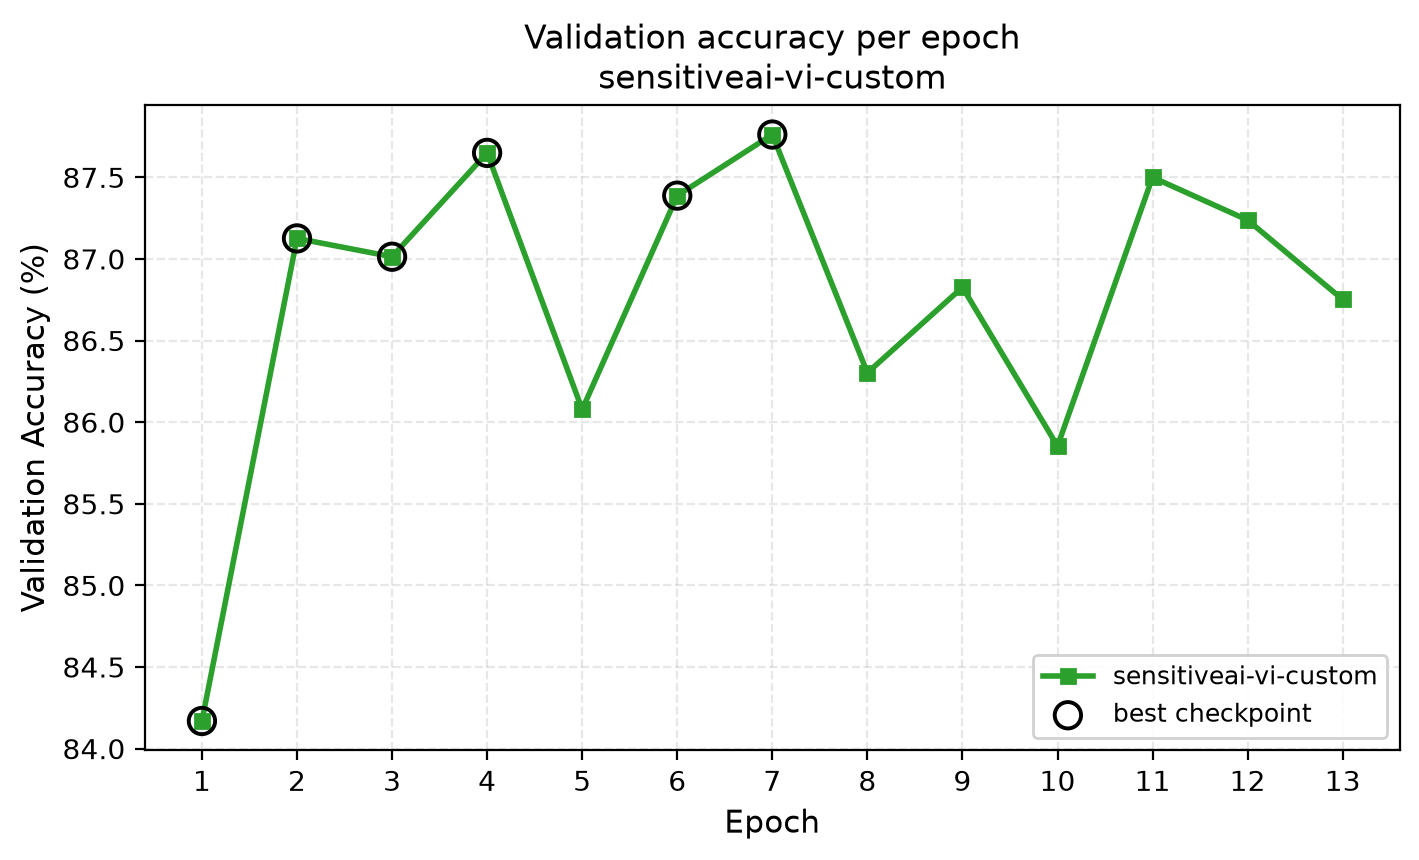 Validation accuracy per epoch
sensitiveai-vi-custom
Validation Accuracy (%)
87.5
87.0
86.5
86.0
85.5
85.0
84.5
84.0
sensitiveai-vi-custom
best checkpoint
1 2 3 4 5 6 7 8 9 10 11 12 13
Epoch